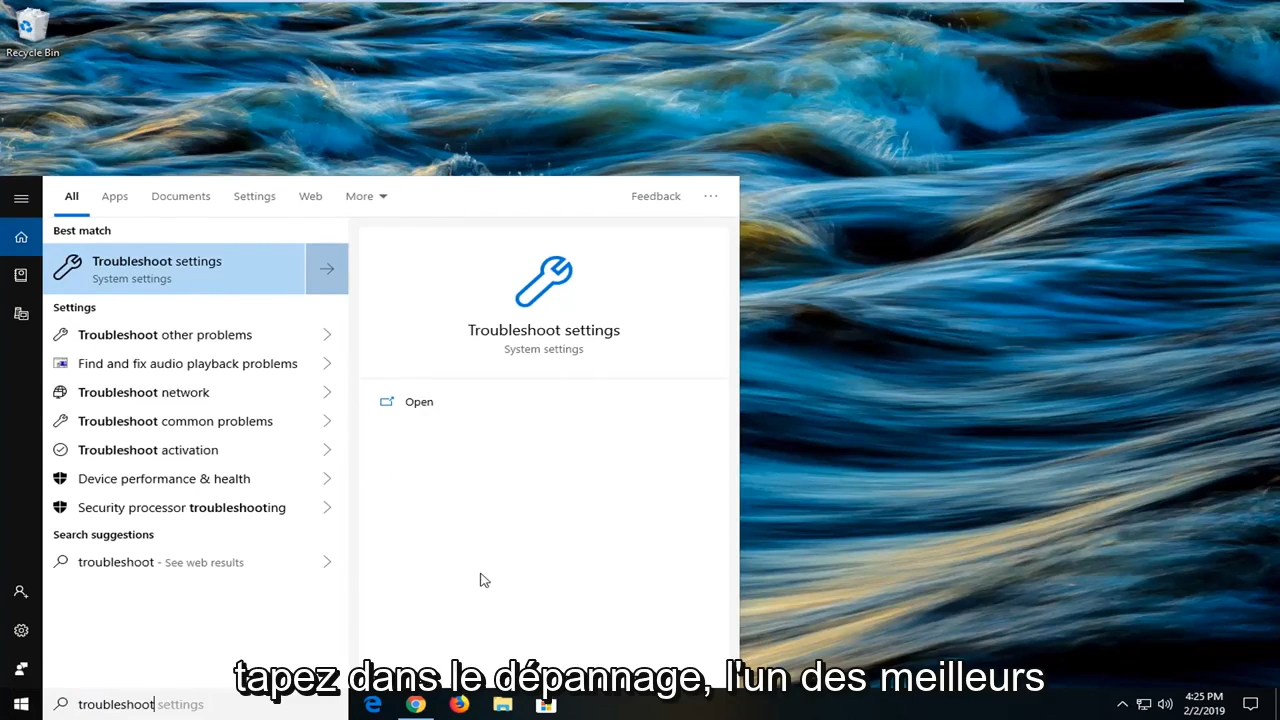 Recycle Bin
All Apps Documents Settings Web More Feedback ...
Best match
Troubleshoot settings
System settings
Settings
Troubleshoot other problems
Find and fix audio playback problems
Troubleshoot network
Troubleshoot common problems
Troubleshoot activation
Device performance & health
Security processor troubleshooting
Search suggestions
troubleshoot - See web results
Troubleshoot settings
System settings
Open
tapez dans le dépannage, l'un des meilleurs
troubleshoot settings
4:25 PM
2/2/2019